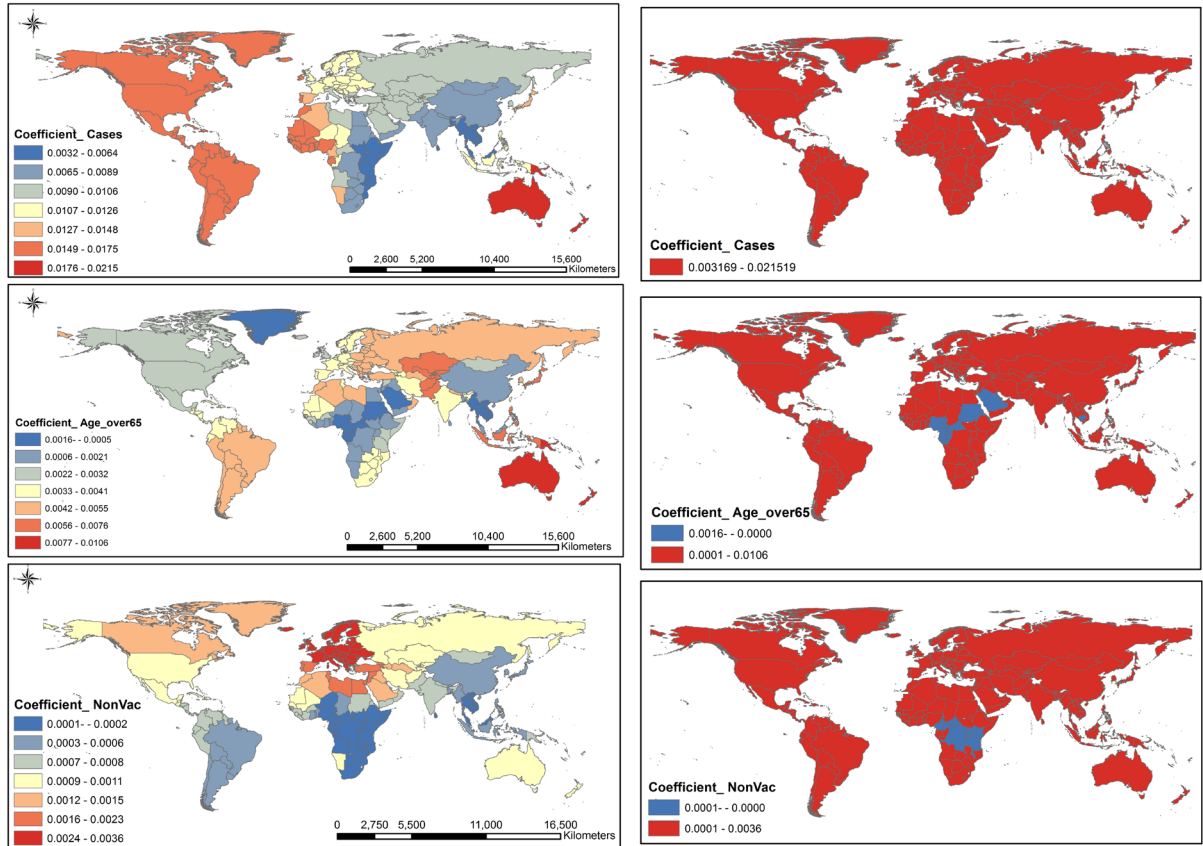 Coefficient_ Cases
0.0032 - 0.0064
0.0065 - 0.0089
0.0090 - 0.0106
0.0107 - 0.0126
0.0127 - 0.0148
0.0149 - 0.0175
0.0176 - 0.0215
0 2,600 5,200 10,400 15,600
Kilometers
Coefficient_ Cases
0.003169 - 0.021519
Coefficient_ Age_over65
0.0016- - 0.0005
0.0006 - 0.0021
0.0022 - 0.0032
0.0033 - 0.0041
0.0042 - 0.0055
0.0056 - 0.0076
0.0077 - 0.0106
0 2,600 5,200 10,400 15,600
Kilometers
Coefficient_ Age_over65
0.0016- - 0.0000
0.0001 - 0.0106
Coefficient_ NonVac
0.0001- - 0.0002
0.0003 - 0.0006
0.0007 - 0.0008
0.0009 - 0.0011
0.0012 - 0.0015
0.0016 - 0.0023
0.0024 - 0.0036
0 2,750 5,500 11,000 16,500
Kilometers
Coefficient_ NonVac
0.0001- - 0.0000
0.0001 - 0.0036